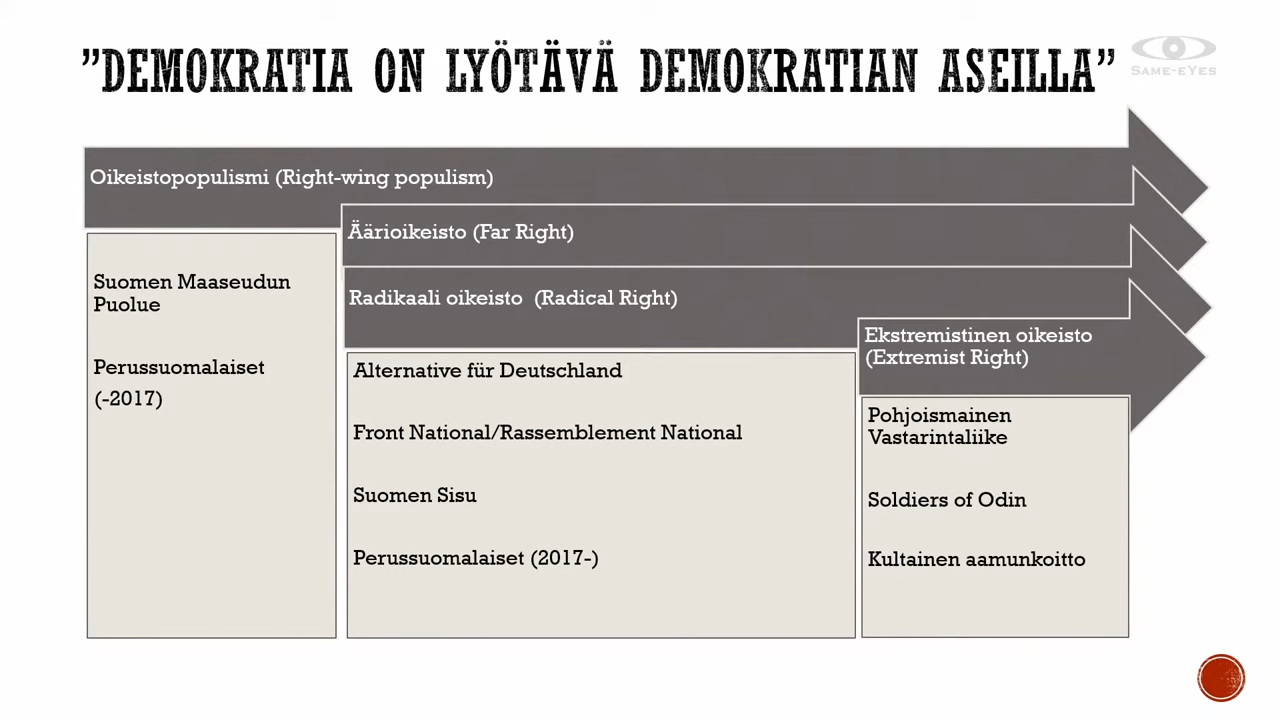 ”DEMOKRATIA ON LYÖTÄVÄ DEMOKRATIAN ASEILLA”
SAME-EYES
Oikeistopopulismi (Right-wing populism)
Äärioikeisto (Far Right)
Radikaali oikeisto  (Radical Right)
Ekstremistinen oikeisto
(Extremist Right)
Suomen Maaseudun
Puolue
Perussuomalaiset
(-2017)
Alternative für Deutschland
Front National/Rassemblement National
Suomen Sisu
Perussuomalaiset (2017-)
Pohjoismainen
Vastarintaliike
Soldiers of Odin
Kultainen aamunkoitto